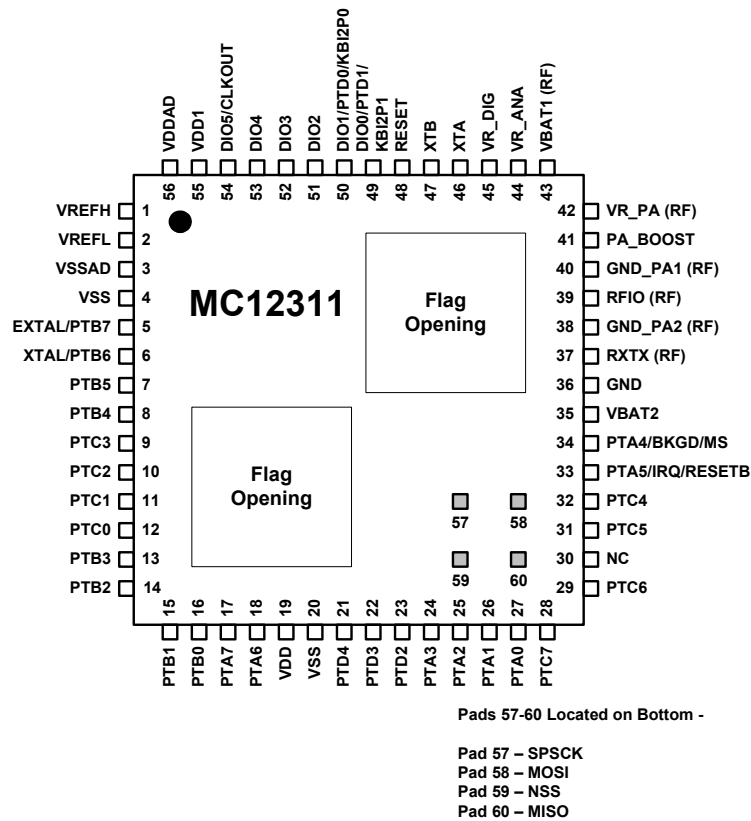 VDDAD
VDD1
DIO5/CLKOUT
DIO4
DIO3
DIO2
DIO1/PTD0/KBI2P0
DIO0/PTD1/
KBI2P1
RESET
XTB
XTA
VR_DIG
VR_ANA
VBAT1 (RF)
56 55 54 53 52 51 50 49 48 47 46 45 44 43
VREFH 1
VREFL 2
VSSAD 3
VSS 4
EXTAL/PTB7 5
XTAL/PTB6 6
PTB5 7
PTB4 8
PTC3 9
PTC2 10
PTC1 11
PTC0 12
PTB3 13
PTB2 14
MC12311
Flag
Opening
Flag
Opening
57 58
59 60
42 VR_PA (RF)
41 PA_BOOST
40 GND_PA1 (RF)
39 RFIO (RF)
38 GND_PA2 (RF)
37 RXTX (RF)
36 GND
35 VBAT2
34 PTA4/BKGD/MS
33 PTA5/IRQ/RESETB
32 PTC4
31 PTC5
30 NC
29 PTC6
15 16 17 18 19 20 21 22 23 24 25 26 27 28
PTB1
PTB0
PTA7
PTA6
VDD
VSS
PTD4
PTD3
PTD2
PTA3
PTA2
PTA1
PTA0
PTC7
Pads 57-60 Located on Bottom -
Pad 57 – SPSCK
Pad 58 – MOSI
Pad 59 – NSS
Pad 60 – MISO